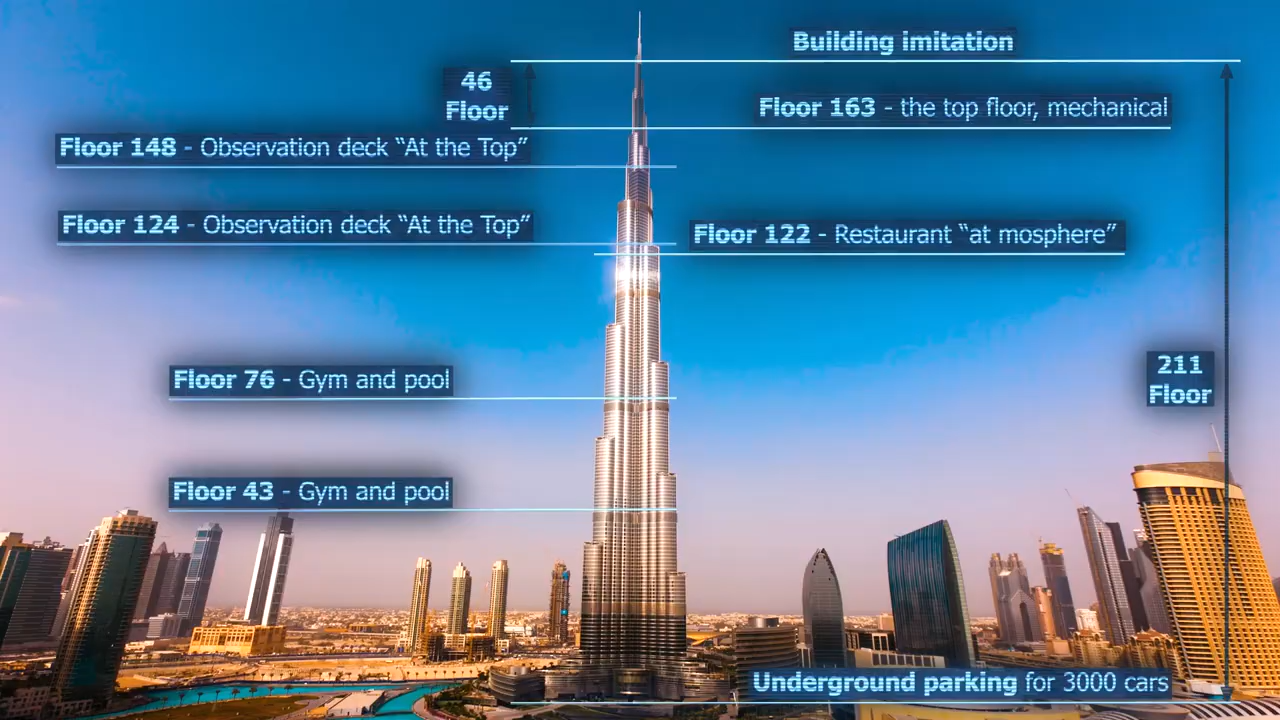 Building imitation
46
Floor
Floor 163 - the top floor, mechanical
Floor 148 - Observation deck “At the Top”
Floor 124 - Observation deck “At the Top”
Floor 122 - Restaurant “at mosphere”
211
Floor
Floor 76 - Gym and pool
Floor 43 - Gym and pool
Underground parking for 3000 cars